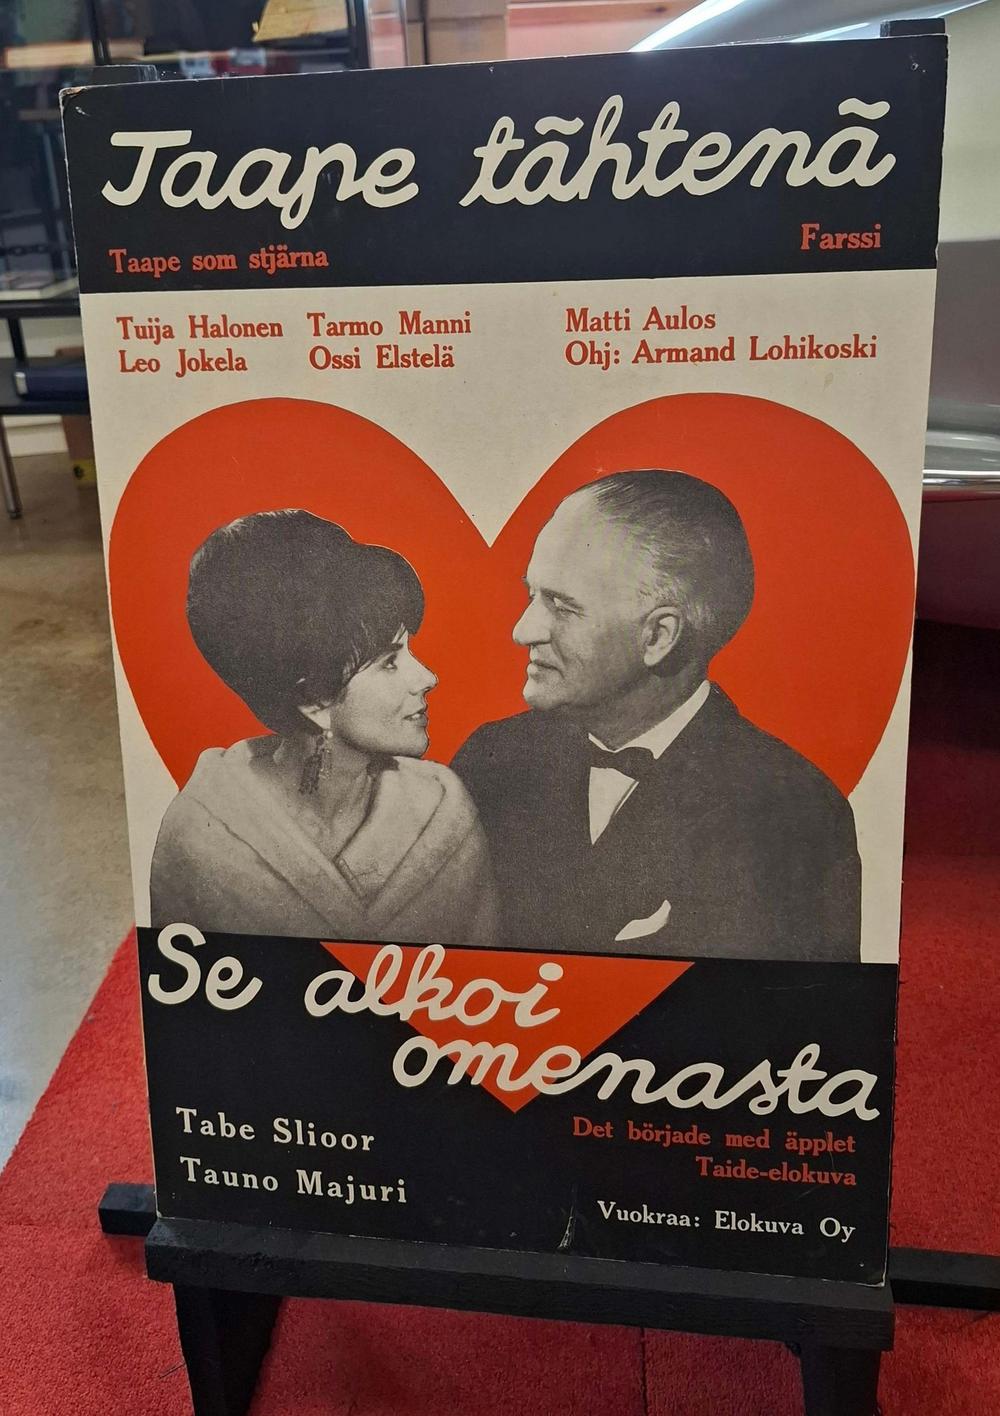 Taape tähtenä
Farssi
Taape som stjärna
Tuija Halonen Tarmo Manni Matti Aulos
Leo Jokela Ossi Elstelä Ohj: Armand Lohikoski
Se alkoi
omenasta
Tabe Slioor
Tauno Majuri
Det började med äpplet
Taide-elokuva
Vuokraa: Elokuva Oy